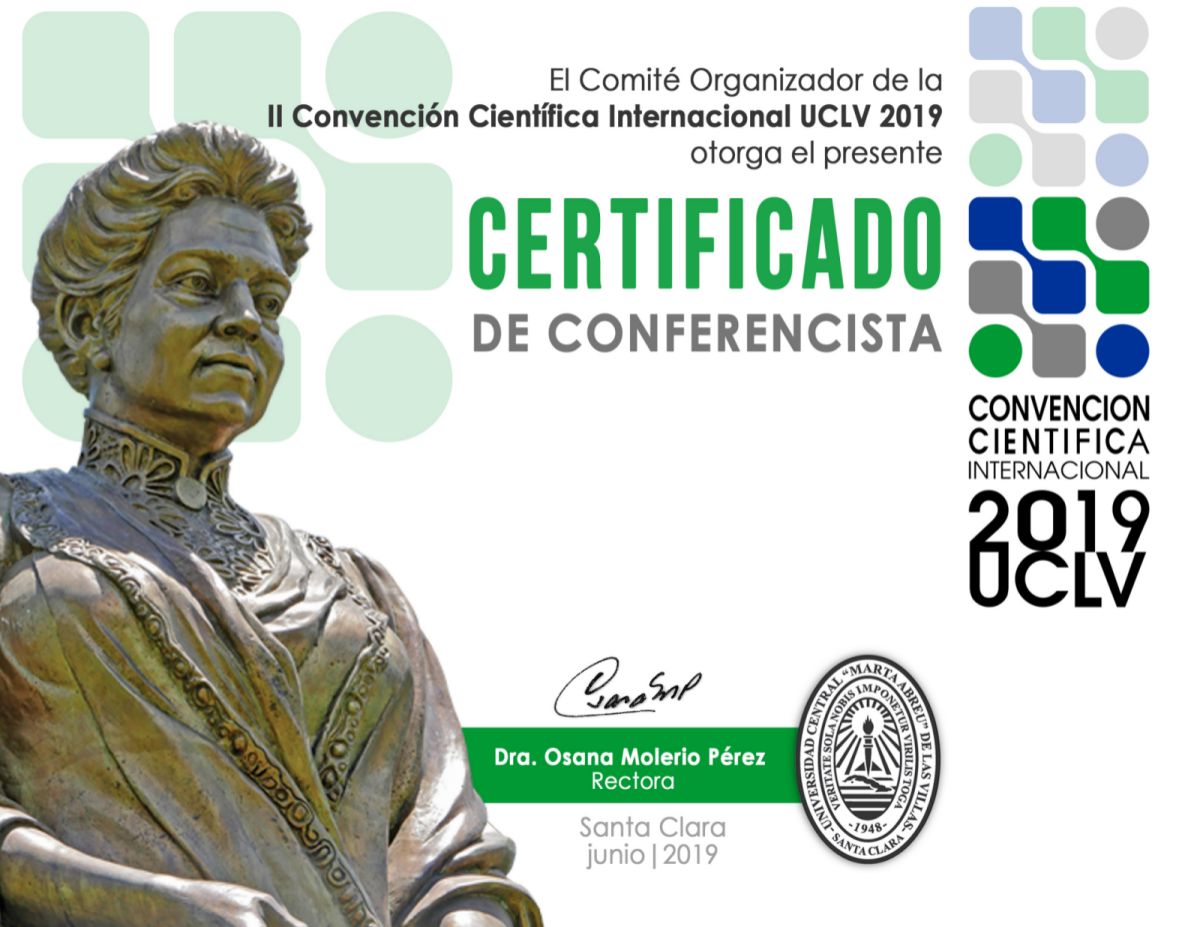 El Comité Organizador de la
II Convención Científica Internacional UCLV 2019
otorga el presente
CERTIFICADO
DE CONFERENCISTA
CONVENCION
CIENTIFICA
INTERNACIONAL
2019
UCLV
Dra. Osana Molerio Pérez
Rectora
Santa Clara
junio|2019
UNIVERSIDAD CENTRAL "MARTA ABREU" DE LAS VILLAS
VERITATE SOLA NOBIS IMPONETUR VIRILIS TOGA
-1948-
-SANTA CLARA-